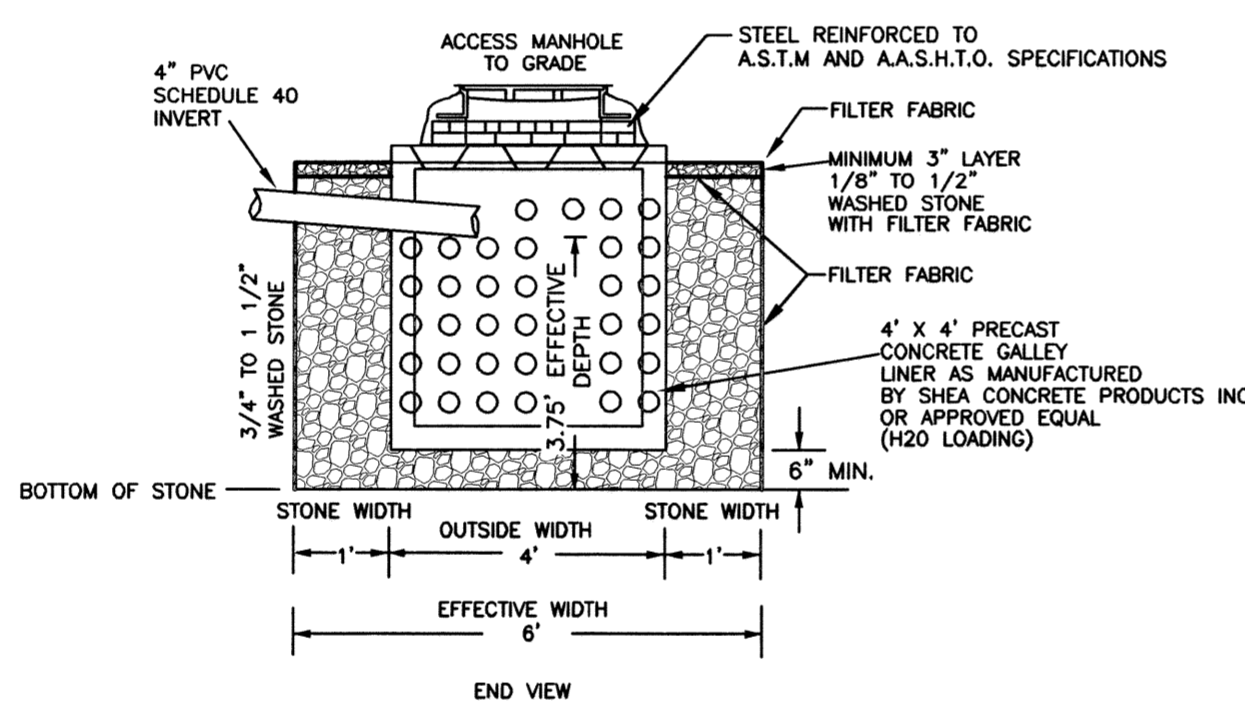 ACCESS MANHOLE
TO GRADE
STEEL REINFORCED TO
A.S.T.M AND A.A.S.H.T.O. SPECIFICATIONS
4" PVC
SCHEDULE 40
INVERT
FILTER FABRIC
MINIMUM 3" LAYER
1/8" TO 1/2"
WASHED STONE
WITH FILTER FABRIC
FILTER FABRIC
3/4" TO 1 1/2"
WASHED STONE
3.75' EFFECTIVE
DEPTH
4' X 4' PRECAST
CONCRETE GALLEY
LINER AS MANUFACTURED
BY SHEA CONCRETE PRODUCTS INC
OR APPROVED EQUAL
(H20 LOADING)
6" MIN.
BOTTOM OF STONE
STONE WIDTH
OUTSIDE WIDTH
STONE WIDTH
1'
4'
1'
EFFECTIVE WIDTH
6'
END VIEW